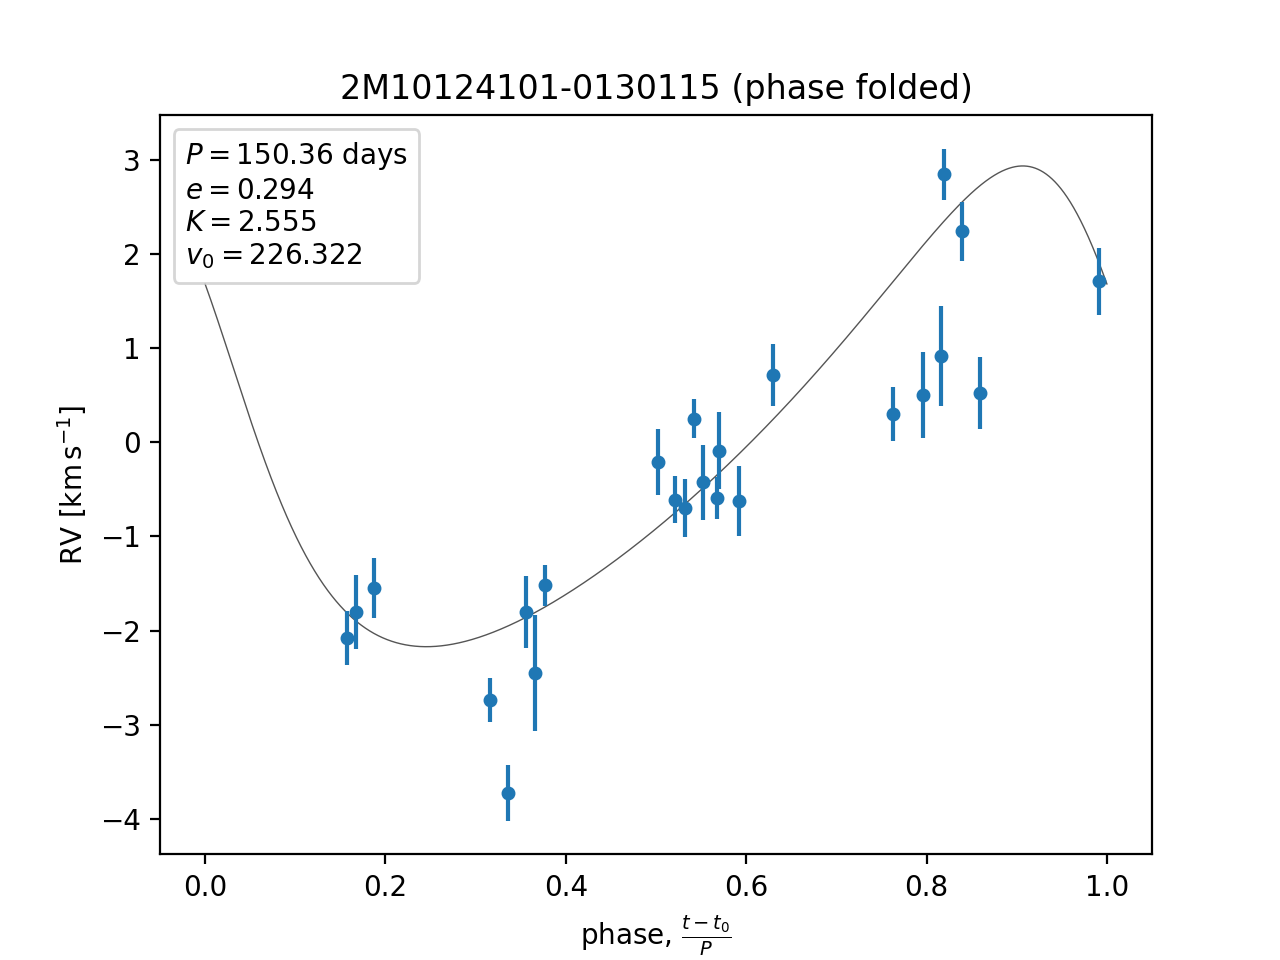 2M10124101-0130115 (phase folded)
P = 150.36 days
e = 0.294
K = 2.555
v₀ = 226.322
3
2
1
0
−1
−2
−3
−4
RV [km s⁻¹]
0.0 0.2 0.4 0.6 0.8 1.0
phase, (t − t₀)/P